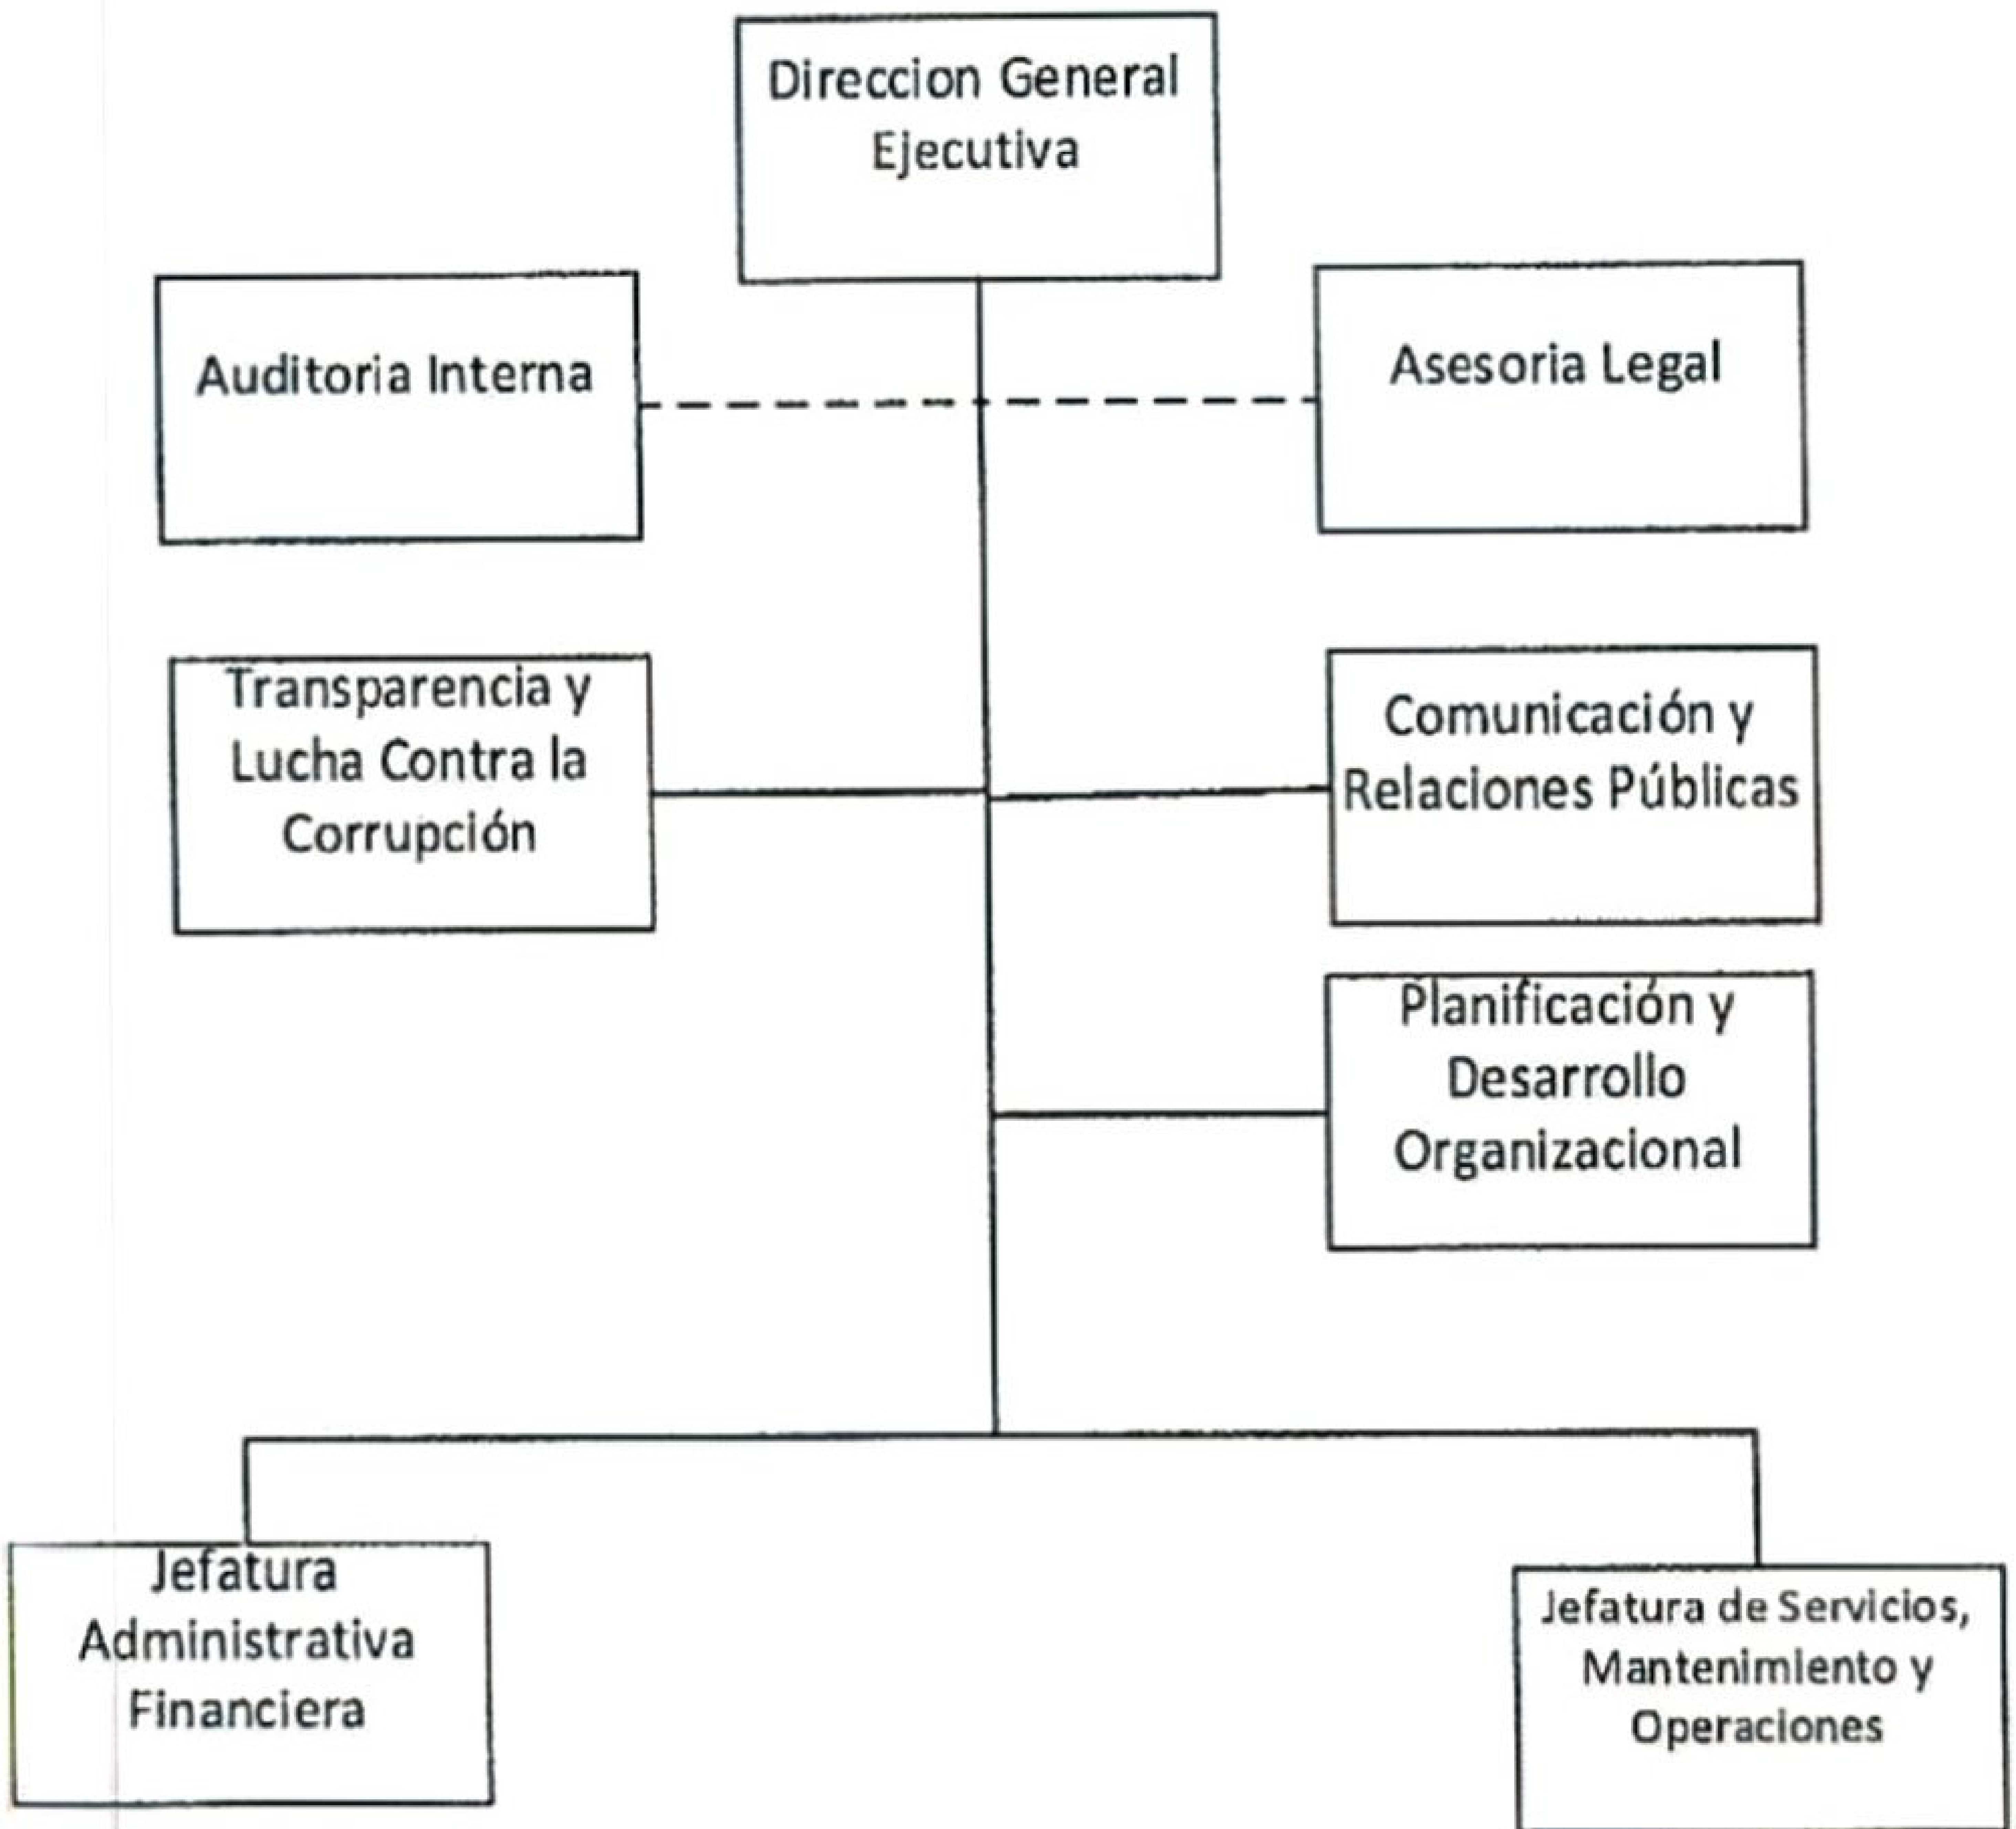 Direccion General
Ejecutiva
Auditoria Interna
Asesoria Legal
Transparencia y
Lucha Contra la
Corrupción
Comunicación y
Relaciones Públicas
Planificación y
Desarrollo
Organizacional
Jefatura
Administrativa
Financiera
Jefatura de Servicios,
Mantenimiento y
Operaciones